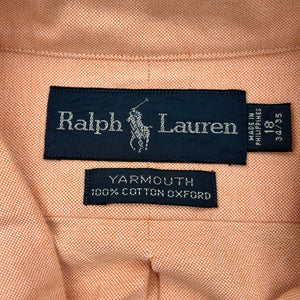 Ralph Lauren
YARMOUTH
100% COTTON OXFORD
MADE IN
PHILIPPINES
18
34/35